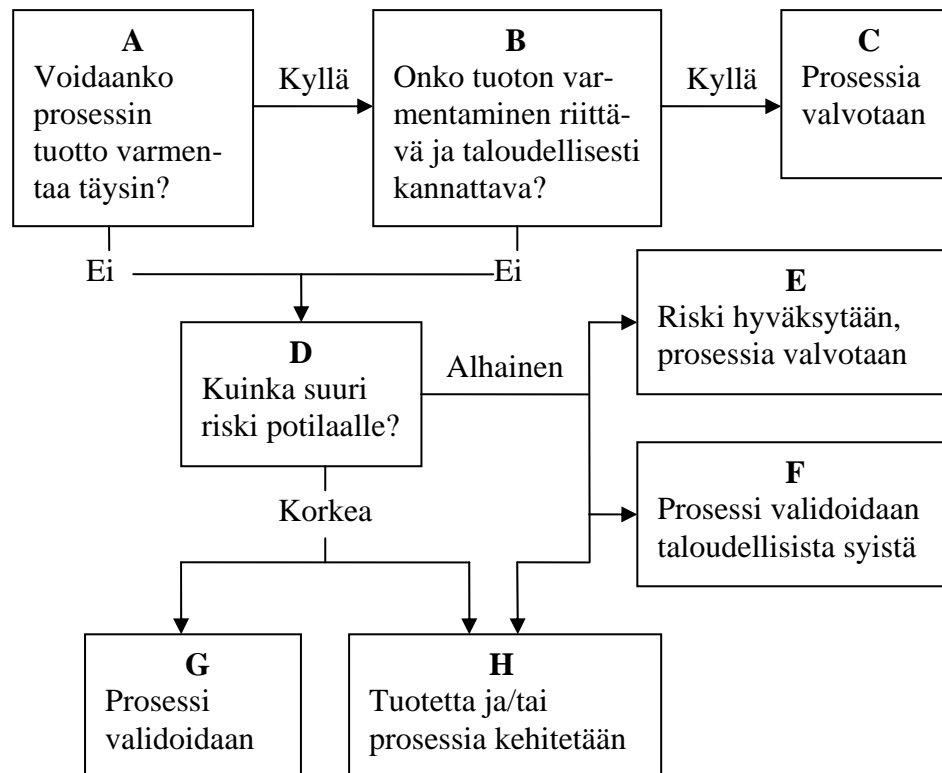 A
Voidaanko
prosessin
tuotto varmen-
taa täysin?
Kyllä
B
Onko tuoton var-
mentaminen riittä-
vä ja taloudellisesti
kannattava?
Kyllä
C
Prosessia
valvotaan
Ei
Ei
D
Kuinka suuri
riski potilaalle?
Alhainen
E
Riski hyväksytään,
prosessia valvotaan
F
Prosessi validoidaan
taloudellisista syistä
Korkea
G
Prosessi
validoidaan
H
Tuotetta ja/tai
prosessia kehitetään